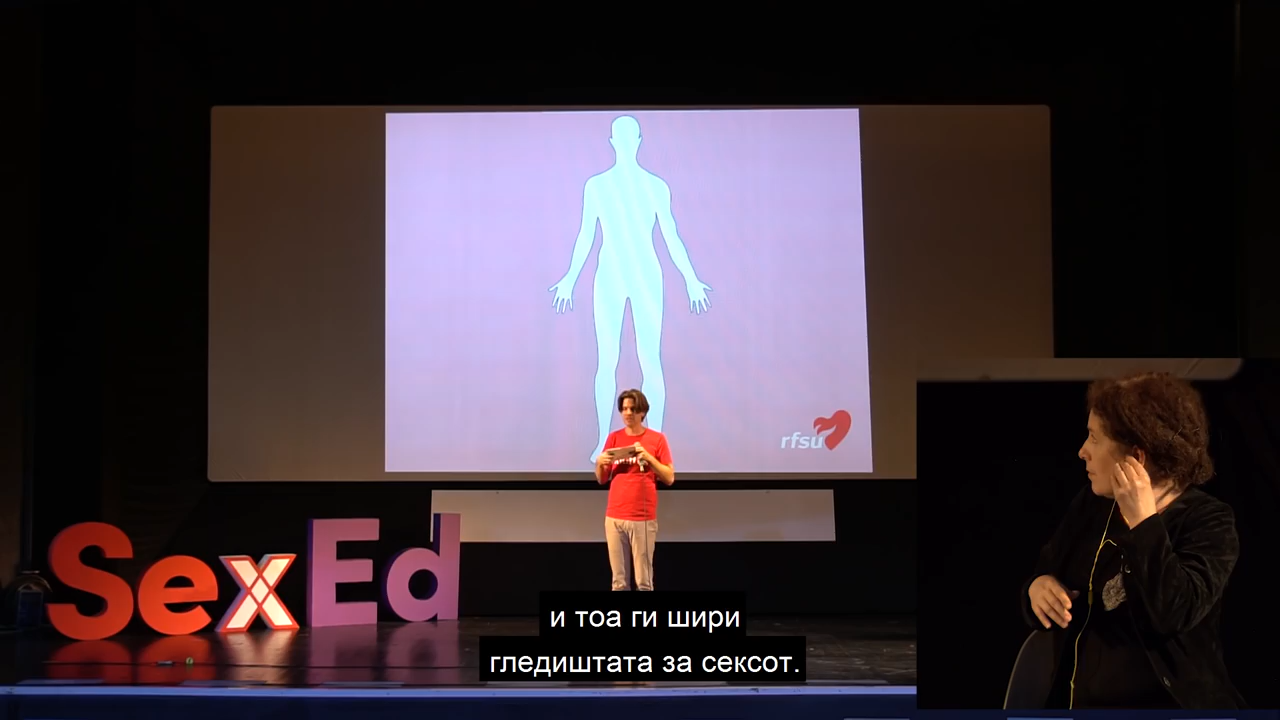 rfsu
SexEd
и тоа ги шири
гледиштата за сексот.